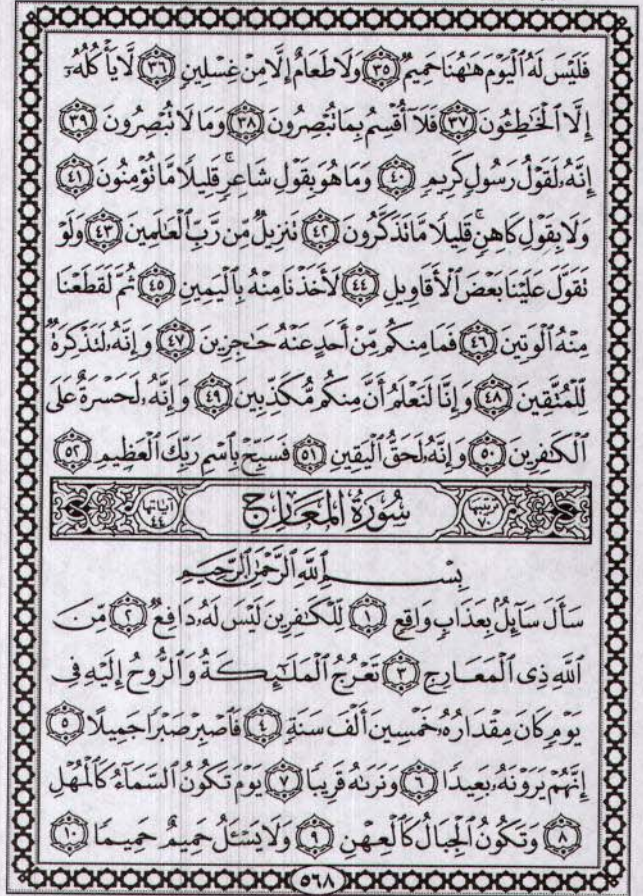 فَلَيْسَ لَهُ ٱلْيَوْمَ هَٰهُنَا حَمِيمٌ ٣٥ وَلَا طَعَامٌ إِلَّا مِنْ غِسْلِينٍ ٣٦ لَّا يَأْكُلُهُۥٓ
إِلَّا ٱلْخَٰطِـُٔونَ ٣٧ فَلَآ أُقْسِمُ بِمَا تُبْصِرُونَ ٣٨ وَمَا لَا تُبْصِرُونَ ٣٩
إِنَّهُۥ لَقَوْلُ رَسُولٍ كَرِيمٍ ٤٠ وَمَا هُوَ بِقَوْلِ شَاعِرٍ ۚ قَلِيلًا مَّا تُؤْمِنُونَ ٤١
وَلَا بِقَوْلِ كَاهِنٍ ۚ قَلِيلًا مَّا تَذَكَّرُونَ ٤٢ تَنزِيلٌ مِّن رَّبِّ ٱلْعَٰلَمِينَ ٤٣ وَلَوْ
تَقَوَّلَ عَلَيْنَا بَعْضَ ٱلْأَقَاوِيلِ ٤٤ لَأَخَذْنَا مِنْهُ بِٱلْيَمِينِ ٤٥ ثُمَّ لَقَطَعْنَا
مِنْهُ ٱلْوَتِينَ ٤٦ فَمَا مِنكُم مِّنْ أَحَدٍ عَنْهُ حَٰجِزِينَ ٤٧ وَإِنَّهُۥ لَتَذْكِرَةٌ
لِّلْمُتَّقِينَ ٤٨ وَإِنَّا لَنَعْلَمُ أَنَّ مِنكُم مُّكَذِّبِينَ ٤٩ وَإِنَّهُۥ لَحَسْرَةٌ عَلَى
ٱلْكَٰفِرِينَ ٥٠ وَإِنَّهُۥ لَحَقُّ ٱلْيَقِينِ ٥١ فَسَبِّحْ بِٱسْمِ رَبِّكَ ٱلْعَظِيمِ ٥٢
ترتيبها ٧٠ سُورَةُ المَعَارِجِ آياتها ٤٤
بِسْمِ ٱللَّهِ ٱلرَّحْمَٰنِ ٱلرَّحِيمِ
سَأَلَ سَآئِلٌۢ بِعَذَابٍ وَاقِعٍ ١ لِّلْكَٰفِرِينَ لَيْسَ لَهُۥ دَافِعٌ ٢ مِّنَ
ٱللَّهِ ذِى ٱلْمَعَارِجِ ٣ تَعْرُجُ ٱلْمَلَٰٓئِكَةُ وَٱلرُّوحُ إِلَيْهِ فِى
يَوْمٍ كَانَ مِقْدَارُهُۥ خَمْسِينَ أَلْفَ سَنَةٍ ٤ فَٱصْبِرْ صَبْرًا جَمِيلًا ٥
إِنَّهُمْ يَرَوْنَهُۥ بَعِيدًا ٦ وَنَرَىٰهُ قَرِيبًا ٧ يَوْمَ تَكُونُ ٱلسَّمَآءُ كَٱلْمُهْلِ
٨ وَتَكُونُ ٱلْجِبَالُ كَٱلْعِهْنِ ٩ وَلَا يَسْـَٔلُ حَمِيمٌ حَمِيمًا ١٠
٥٦٨